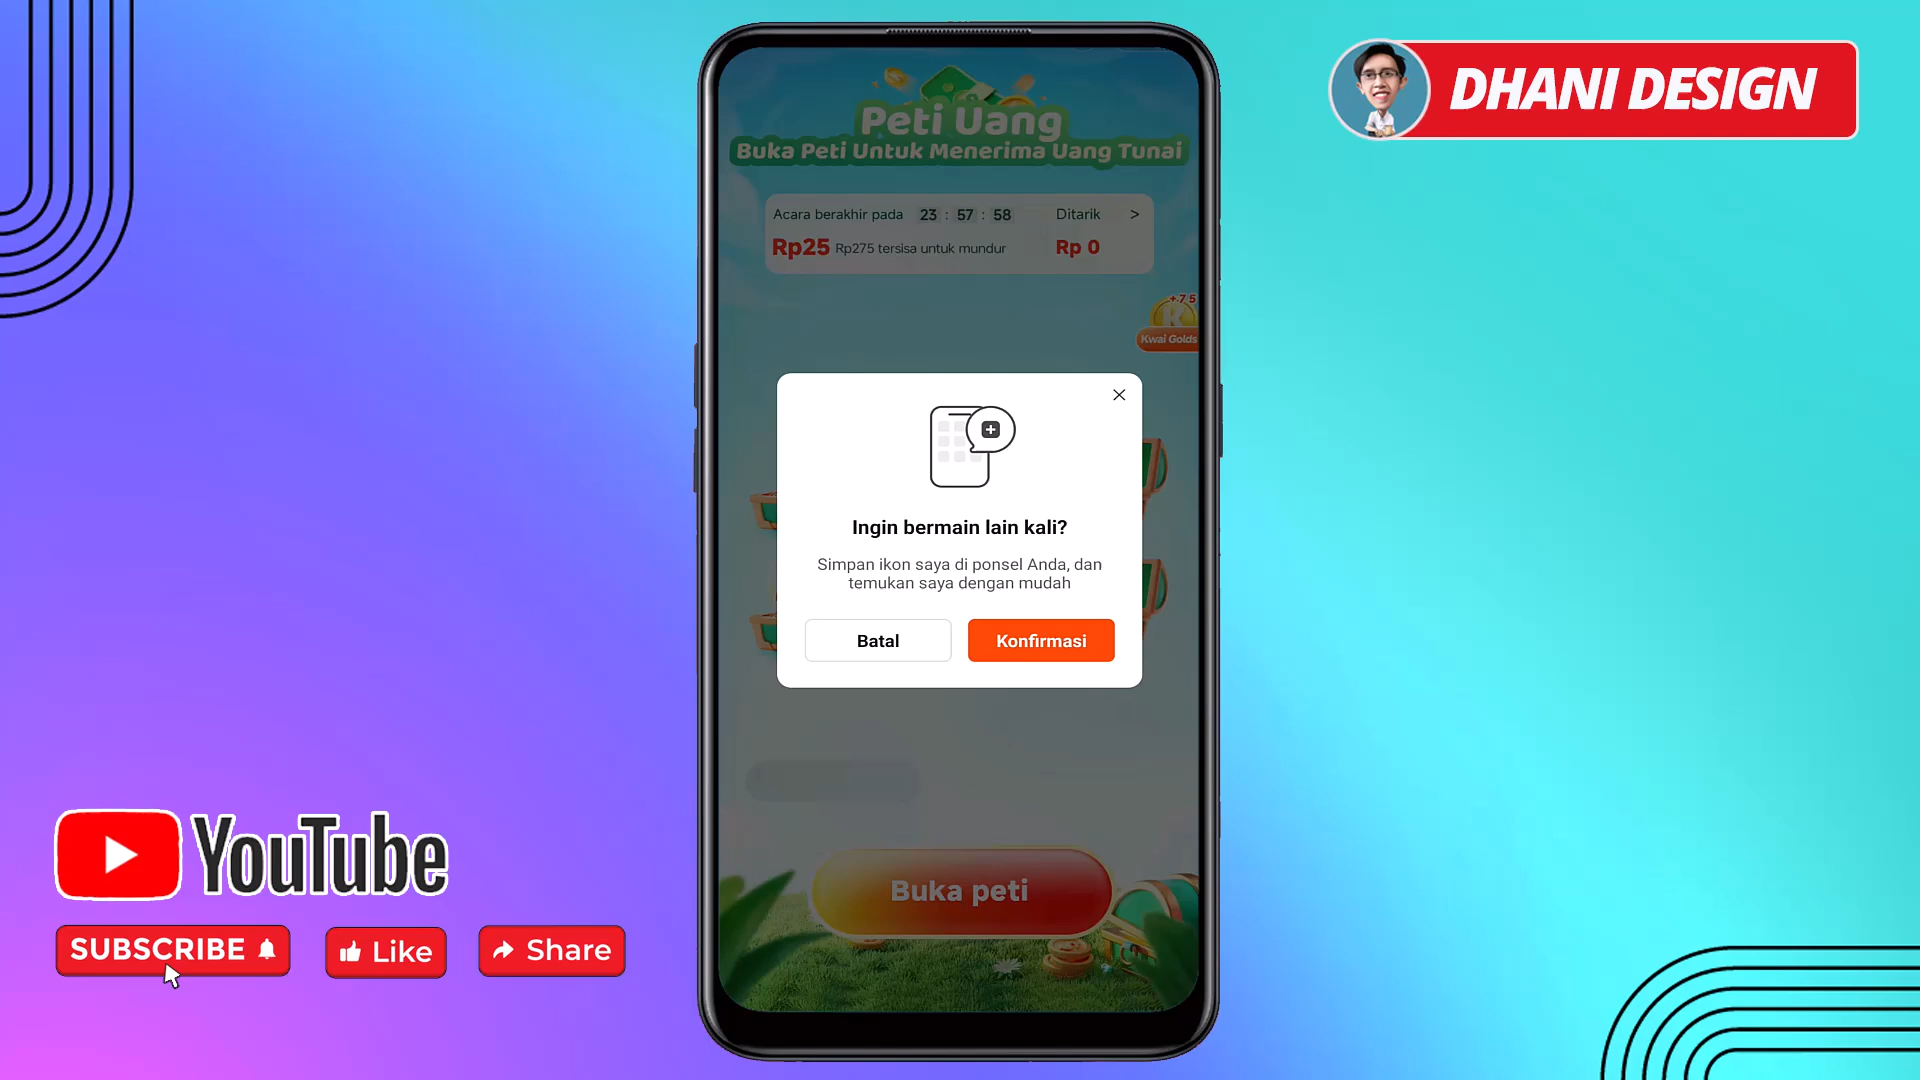 DHANI DESIGN
Peti Uang
Buka Peti Untuk Menerima Uang Tunai
Acara berakhir pada 23 : 57 : 58 Ditarik >
Rp25 Rp275 tersisa untuk mundur Rp 0
+75
K
Kwai Golds
Ingin bermain lain kali?
Simpan ikon saya di ponsel Anda, dan
temukan saya dengan mudah
Batal Konfirmasi
Buka peti
YouTube
SUBSCRIBE Like Share